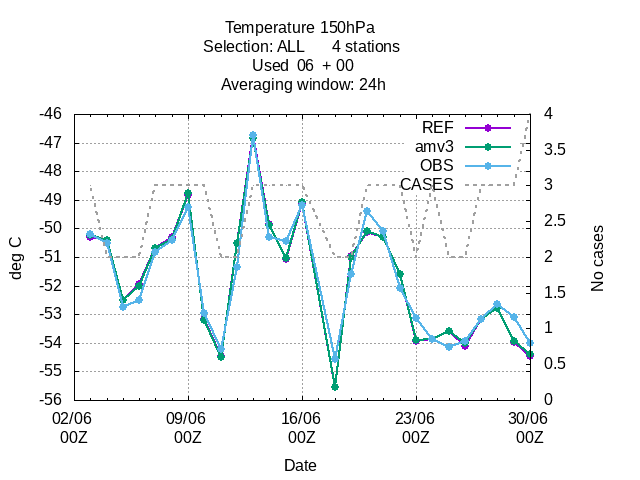 Temperature 150hPa
Selection: ALL 4 stations
Used 06 + 00
Averaging window: 24h
-46
-47
-48
-49
-50
-51
-52
-53
-54
-55
-56
deg C
4
3.5
3
2.5
2
1.5
1
0.5
0
No cases
REF
amv3
OBS
CASES
02/06 09/06 16/06 23/06 30/06
00Z 00Z 00Z 00Z 00Z
Date